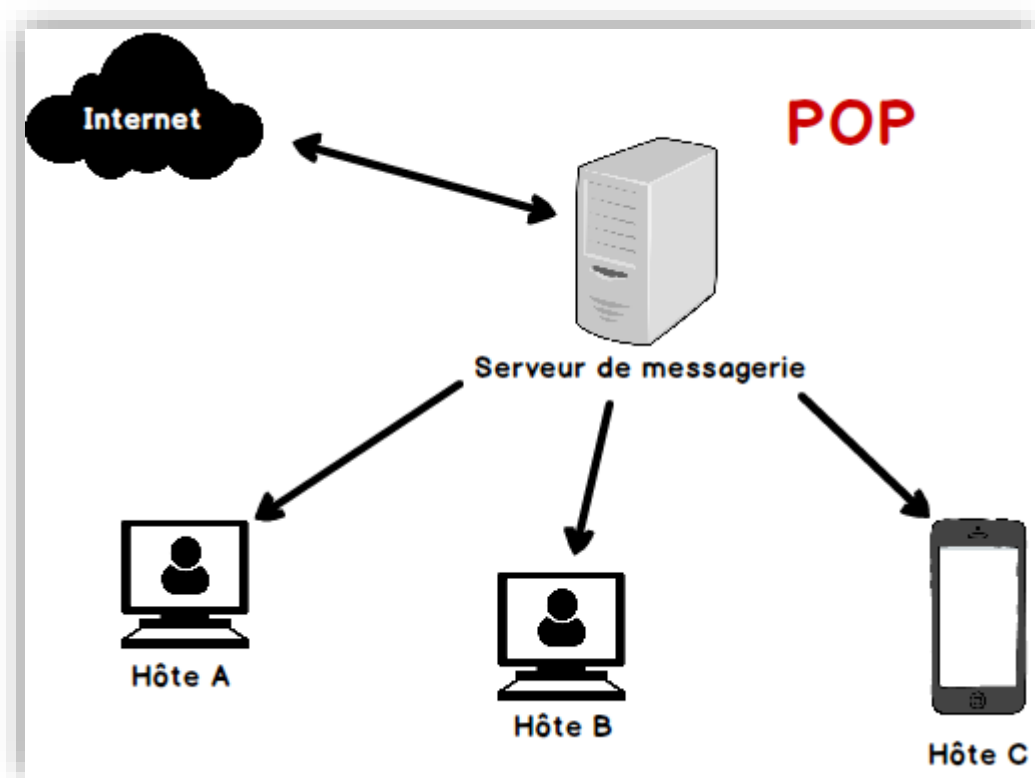 Internet
POP
Serveur de messagerie
Hôte A
Hôte B
Hôte C